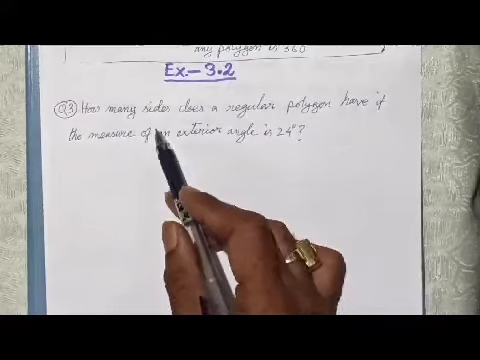 any polygon is 360
Ex.- 3.2
Q3 How many sides does a regular polygon have if
the measure of an exterior angle is 24°?